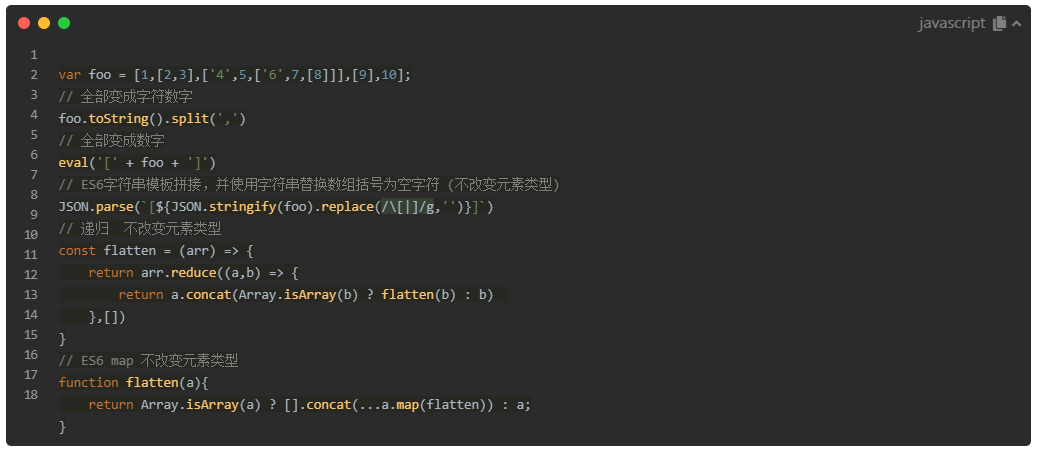 javascript
1
2 var foo = [1,[2,3],['4',5,['6',7,[8]]],[9],10];
3 // 全部变成字符数字
4 foo.toString().split(',')
5 // 全部变成数字
6 eval('[' + foo + ']')
7 // ES6字符串模板拼接，并使用字符串替换数组括号为空字符 (不改变元素类型)
8 JSON.parse(`[${JSON.stringify(foo).replace(/\[|]/g,'')}]`)
9 // 递归  不改变元素类型
10 const flatten = (arr) => {
11     return arr.reduce((a,b) => {
12         return a.concat(Array.isArray(b) ? flatten(b) : b)
13     },[])
14 }
15 // ES6 map 不改变元素类型
16 function flatten(a){
17     return Array.isArray(a) ? [].concat(...a.map(flatten)) : a;
18 }